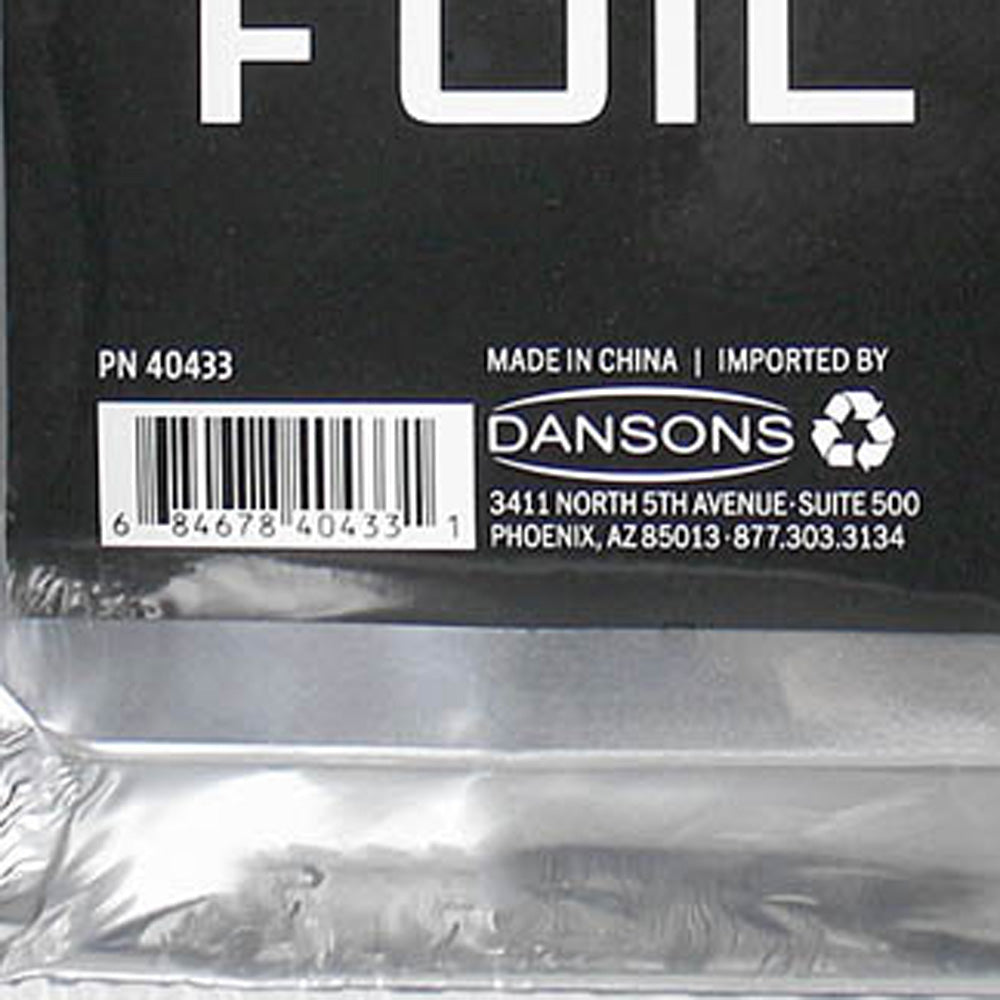 FOIL
PN 40433
6 84678 40433 1
MADE IN CHINA | IMPORTED BY
DANSONS
3411 NORTH 5TH AVENUE·SUITE 500
PHOENIX, AZ 85013·877.303.3134